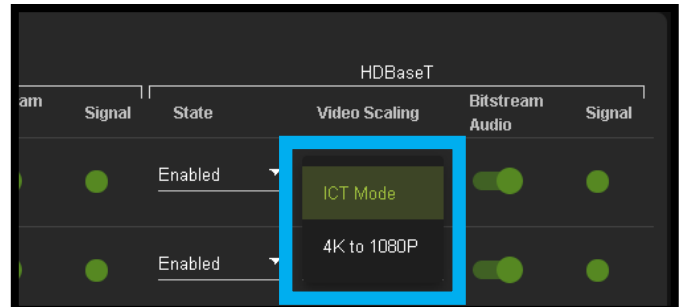 HDBaseT
am Signal State Video Scaling Bitstream Audio Signal
Enabled ICT Mode
4K to 1080P
Enabled